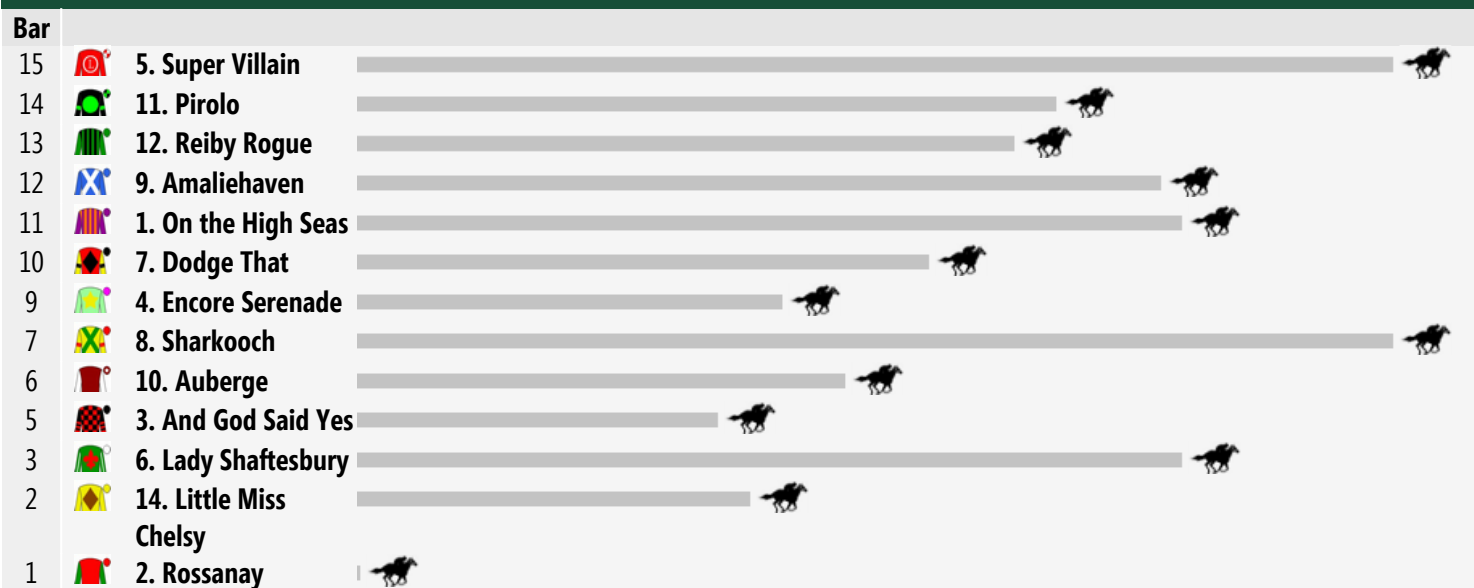 Bar
15 5. Super Villain
14 11. Pirolo
13 12. Reiby Rogue
12 9. Amaliehaven
11 1. On the High Seas
10 7. Dodge That
9 4. Encore Serenade
7 8. Sharkooch
6 10. Auberge
5 3. And God Said Yes
3 6. Lady Shaftesbury
2 14. Little Miss
Chelsy
1 2. Rossanay